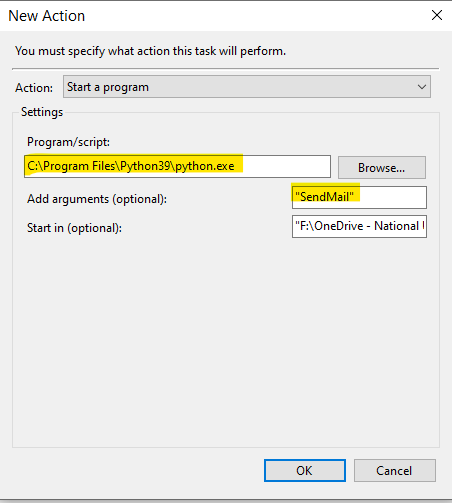 New Action
You must specify what action this task will perform.
Action: Start a program
Settings
Program/script:
C:\Program Files\Python39\python.exe Browse...
Add arguments (optional): "SendMail"
Start in (optional): "F:\OneDrive - National
OK Cancel